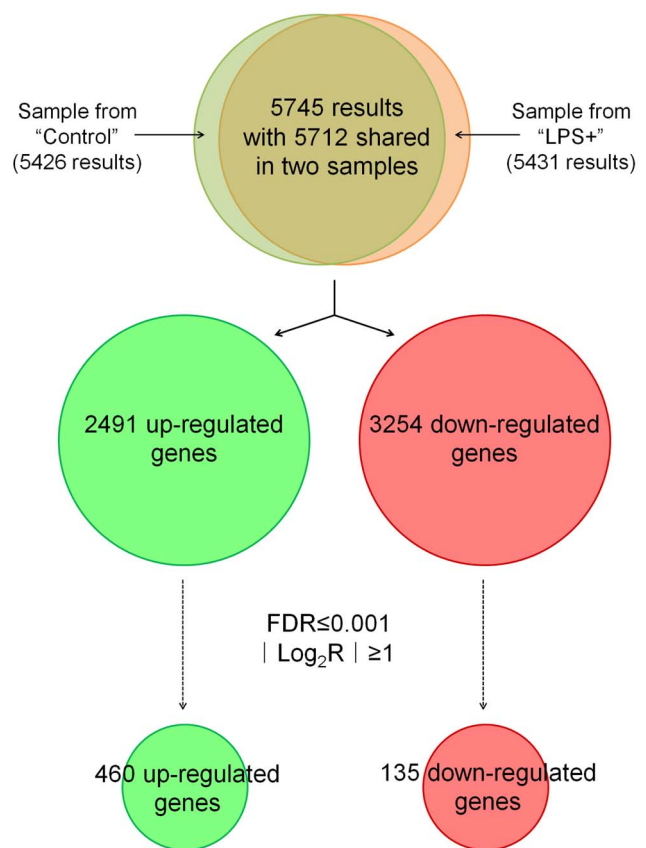 5745 results
with 5712 shared
in two samples
Sample from
“Control”
(5426 results)
Sample from
“LPS+”
(5431 results)
2491 up-regulated
genes
3254 down-regulated
genes
FDR≤0.001
| Log₂R | ≥1
460 up-regulated
genes
135 down-regulated
genes